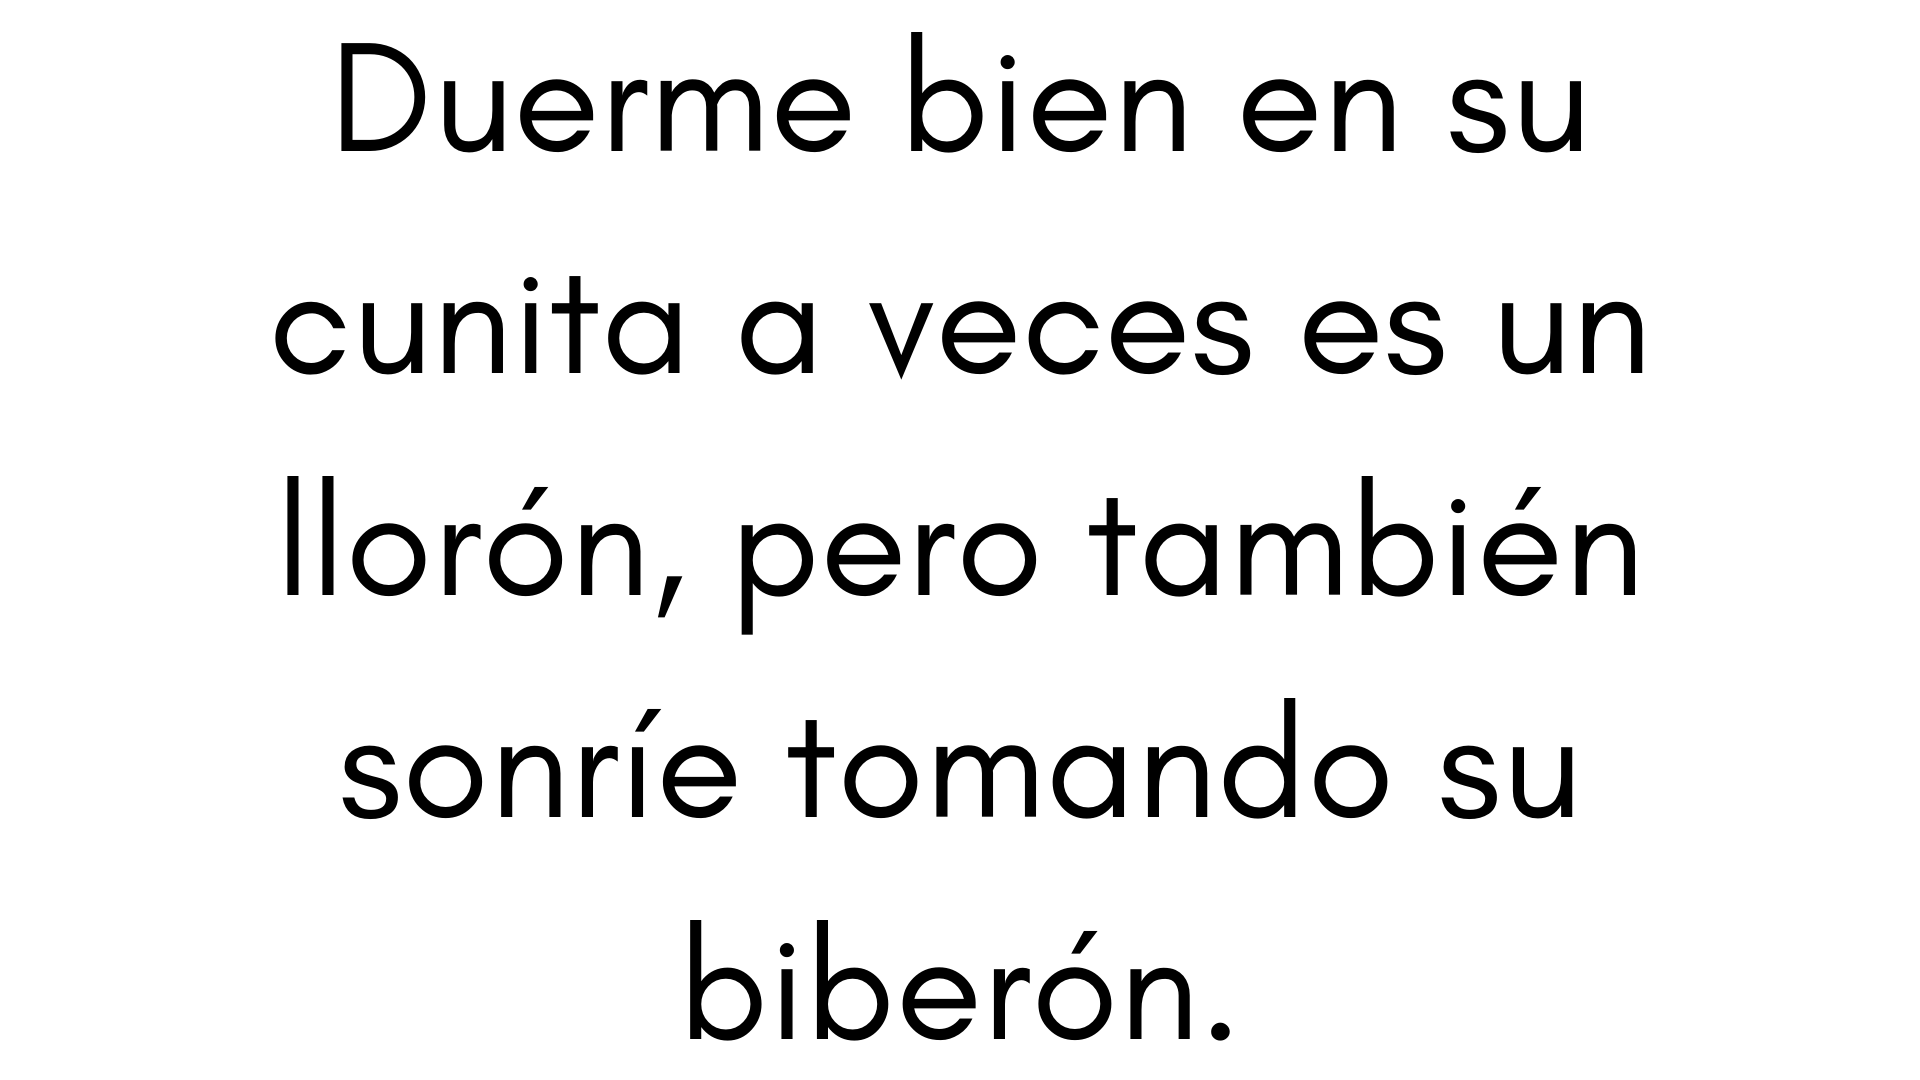 Duerme bien en su
cunita a veces es un
llorón, pero también
sonríe tomando su
biberón.